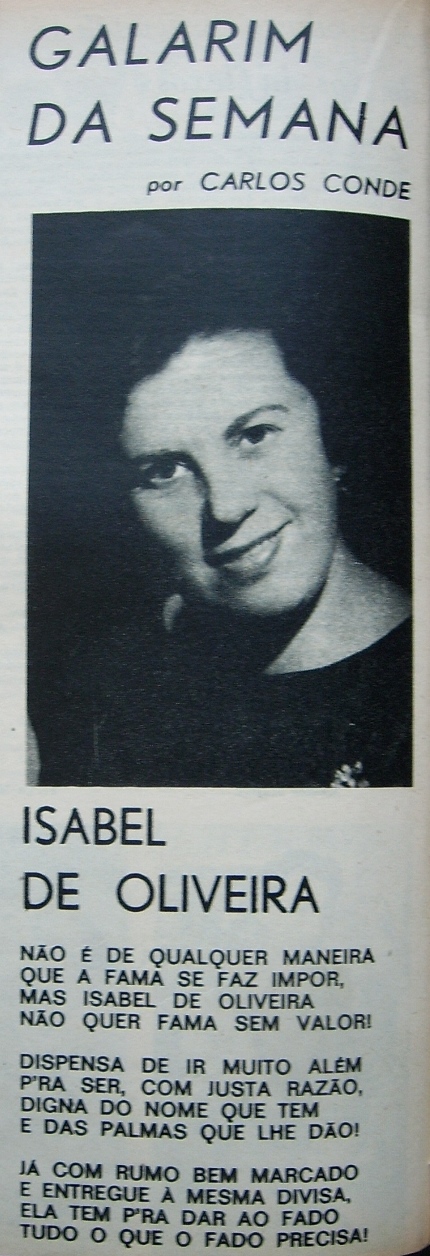 GALARIM
DA SEMANA
por CARLOS CONDE
ISABEL
DE OLIVEIRA
NÃO É DE QUALQUER MANEIRA
QUE A FAMA SE FAZ IMPOR,
MAS ISABEL DE OLIVEIRA
NÃO QUER FAMA SEM VALOR!
DISPENSA DE IR MUITO ALÉM
P'RA SER, COM JUSTA RAZÃO,
DIGNA DO NOME QUE TEM
E DAS PALMAS QUE LHE DÃO!
JÁ COM RUMO BEM MARCADO
E ENTREGUE À MESMA DIVISA,
ELA TEM P'RA DAR AO FADO
TUDO O QUE O FADO PRECISA!